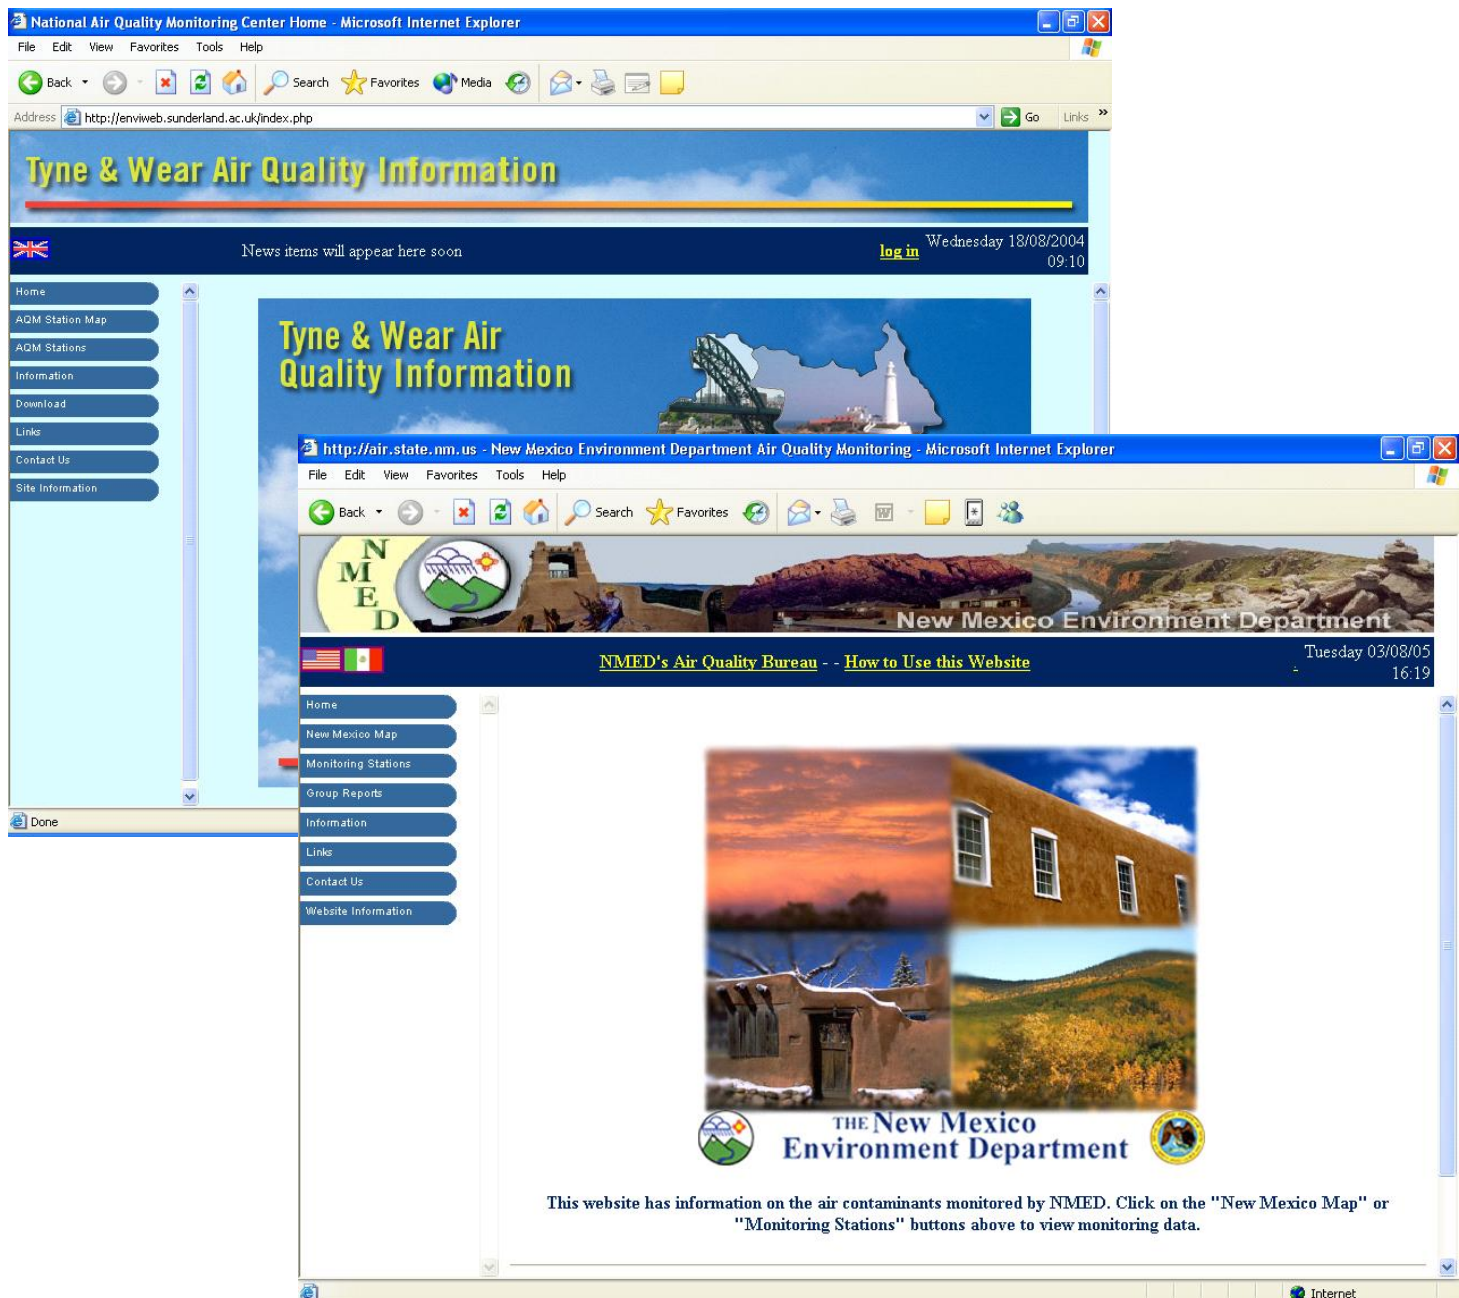 National Air Quality Monitoring Center Home - Microsoft Internet Explorer
File Edit View Favorites Tools Help
Back Search Favorites Media
Address http://enviweb.sunderland.ac.uk/index.php Go Links »
Tyne & Wear Air Quality Information
News items will appear here soon log in Wednesday 18/08/2004
09:10
Home
AQM Station Map
AQM Stations
Information
Download
Links
Contact Us
Site Information
Tyne & Wear Air
Quality Information
Done
http://air.state.nm.us - New Mexico Environment Department Air Quality Monitoring - Microsoft Internet Explorer
File Edit View Favorites Tools Help
Back Search Favorites
N
M
E
D
New Mexico Environment Department
NMED's Air Quality Bureau - - How to Use this Website Tuesday 03/08/05
16:19
Home
New Mexico Map
Monitoring Stations
Group Reports
Information
Links
Contact Us
Website Information
THE New Mexico
Environment Department
This website has information on the air contaminants monitored by NMED. Click on the "New Mexico Map" or
"Monitoring Stations" buttons above to view monitoring data.
Internet